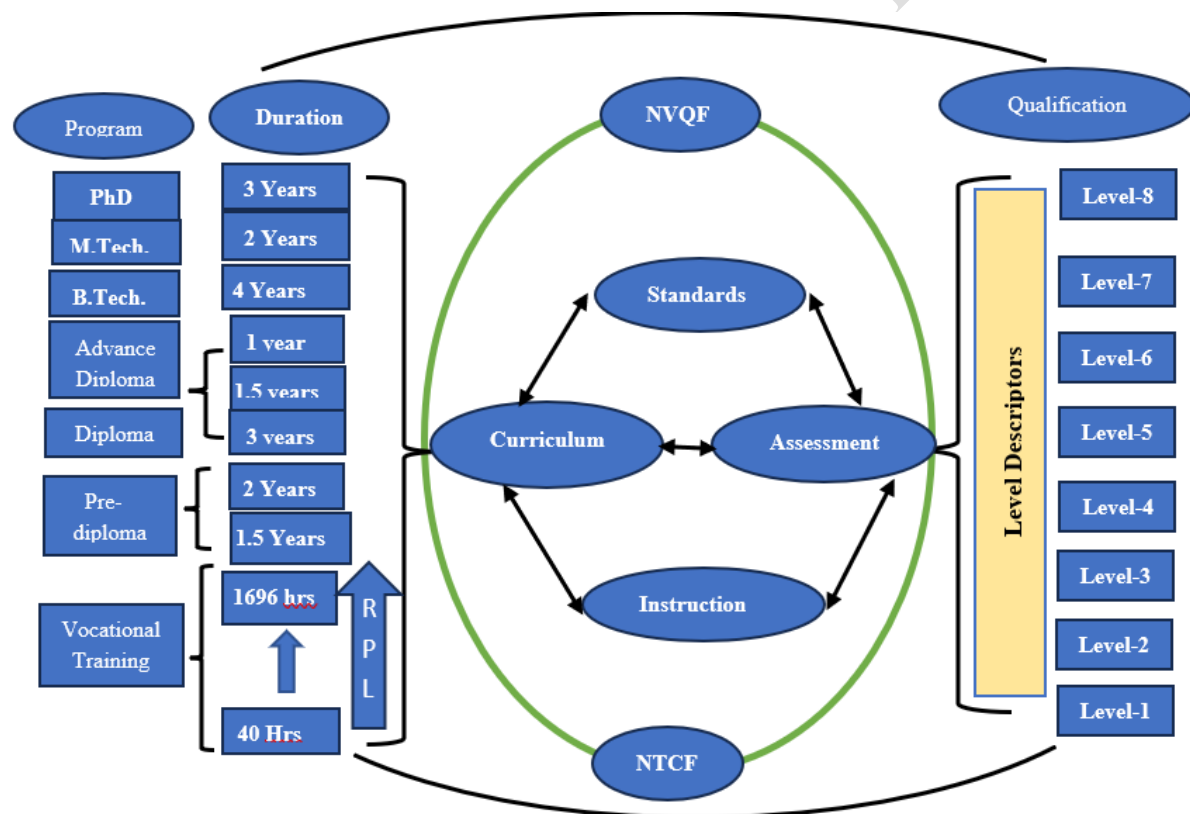 NVQF
Program
Duration
Qualification
PhD
3 Years
Level-8
M.Tech.
2 Years
B.Tech.
4 Years
Level-7
Standards
Advance
Diploma
1 year
1.5 years
Level-6
Diploma
3 years
Curriculum
Assessment
Level Descriptors
Level-5
Pre-
diploma
2 Years
1.5 Years
Level-4
Vocational
Training
1696 hrs
40 Hrs
R
P
L
Instruction
Level-3
Level-2
Level-1
NTCF